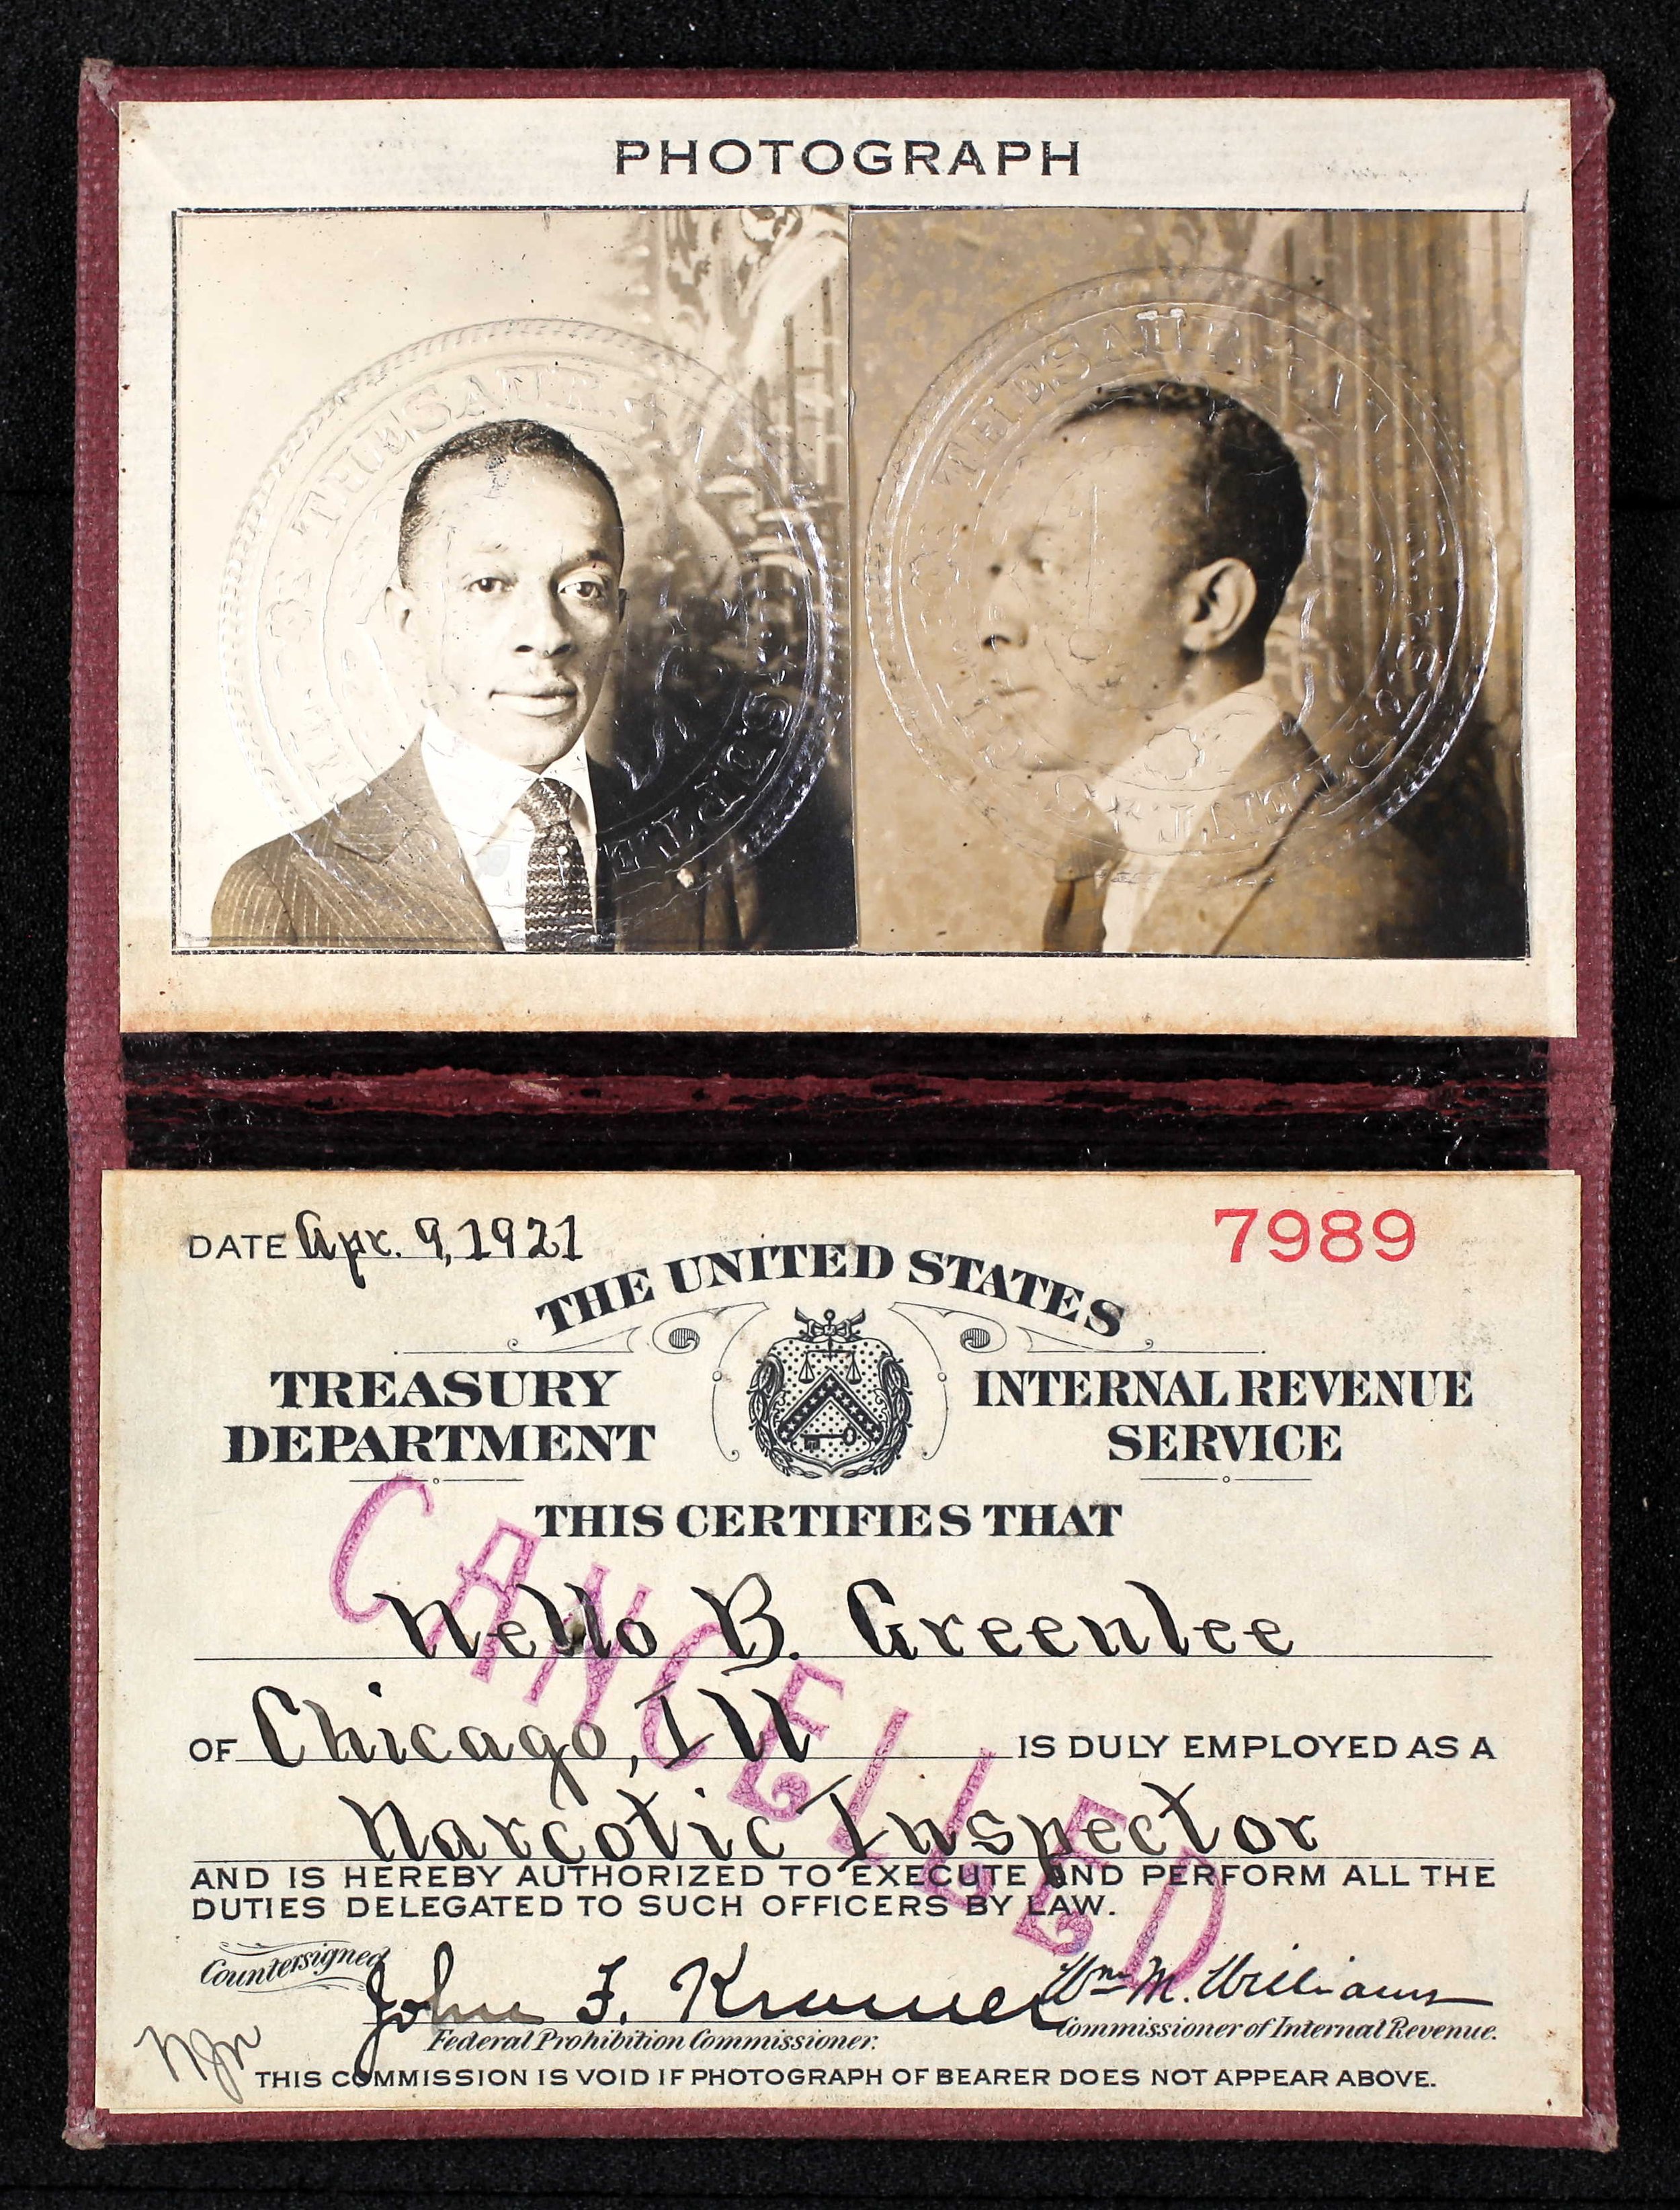 PHOTOGRAPH
DATE Apr. 9, 1921
7989
THE UNITED STATES
TREASURY DEPARTMENT
INTERNAL REVENUE SERVICE
THIS CERTIFIES THAT
CANCELLED
Nello B. Greenlee
OF Chicago, Ill IS DULY EMPLOYED AS A
Narcotic Inspector
AND IS HEREBY AUTHORIZED TO EXECUTE AND PERFORM ALL THE
DUTIES DELEGATED TO SUCH OFFICERS BY LAW.
Countersigned
John F. Kramer
Wm. M. Williams
Federal Prohibition Commissioner.
Commissioner of Internal Revenue.
THIS COMMISSION IS VOID IF PHOTOGRAPH OF BEARER DOES NOT APPEAR ABOVE.